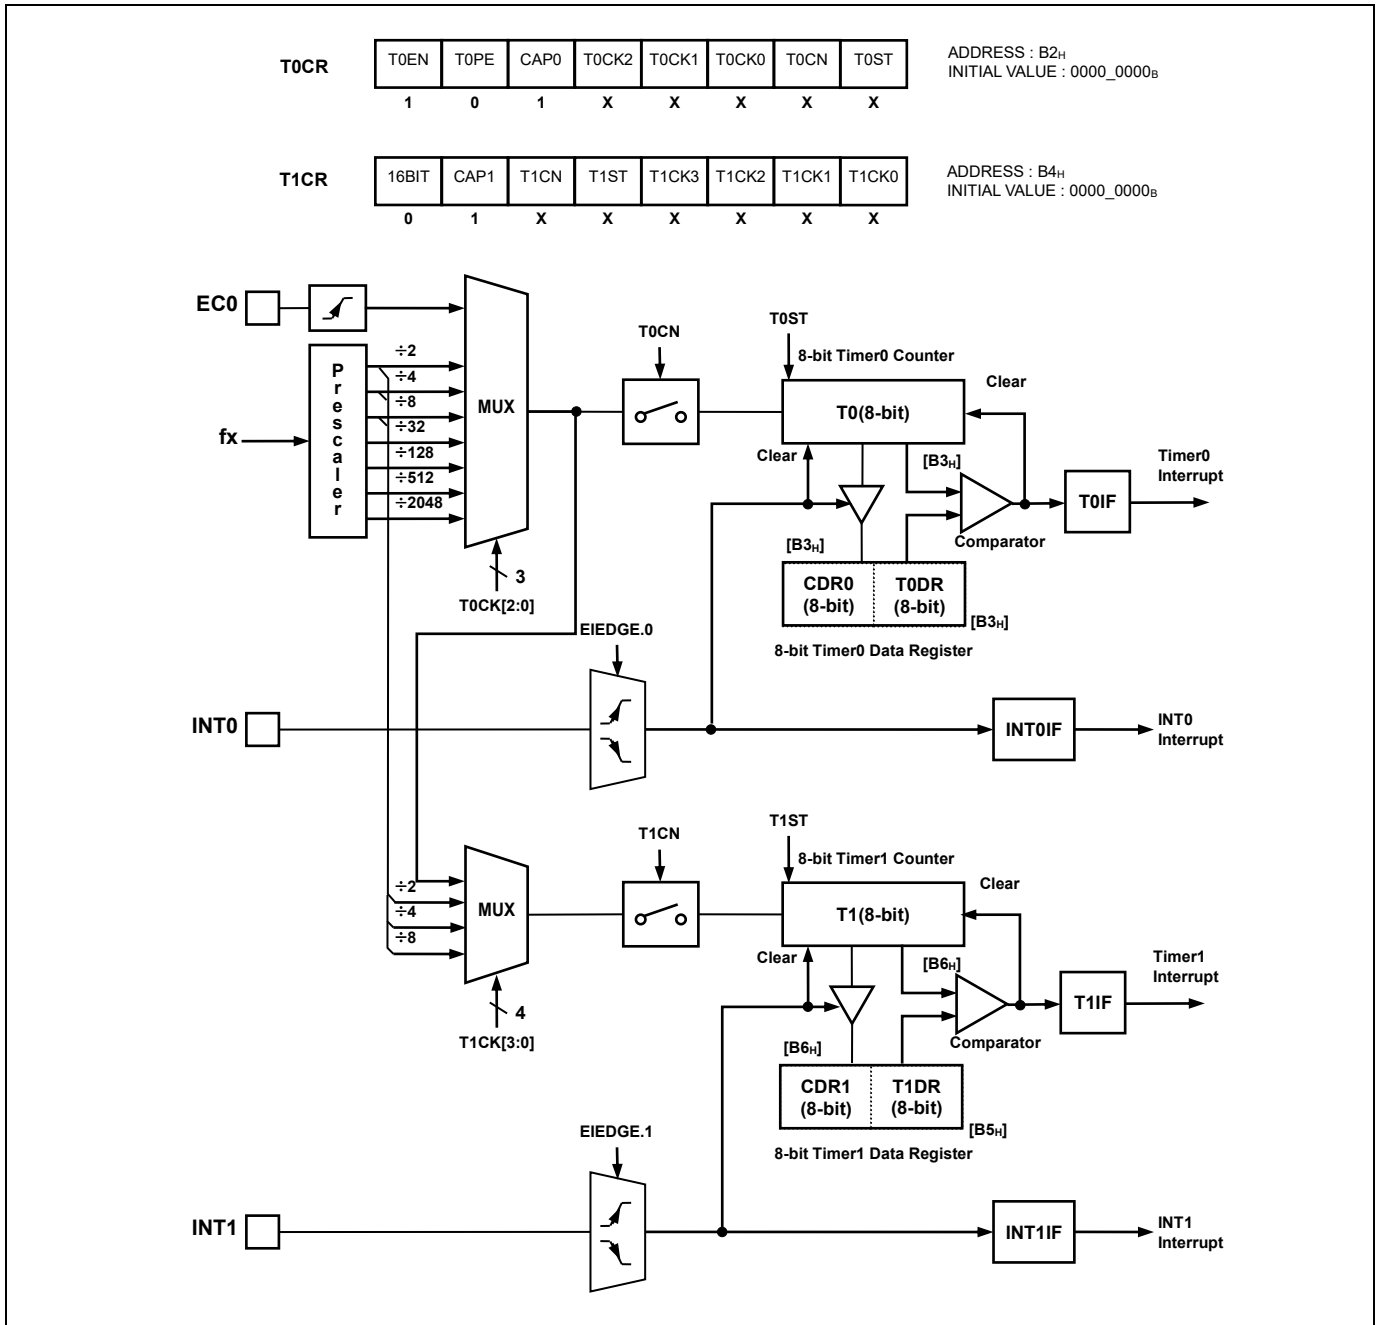 T0CR
T0EN T0PE CAP0 T0CK2 T0CK1 T0CK0 T0CN T0ST
1 0 1 X X X X X
ADDRESS : B2H
INITIAL VALUE : 0000_0000B
T1CR
16BIT CAP1 T1CN T1ST T1CK3 T1CK2 T1CK1 T1CK0
0 1 X X X X X X
ADDRESS : B4H
INITIAL VALUE : 0000_0000B
EC0
fx
Prescaler
÷2
÷4
÷8
÷32
÷128
÷512
÷2048
MUX
3
T0CK[2:0]
T0CN
T0ST
8-bit Timer0 Counter
T0(8-bit)
Clear
Clear
[B3H]
Comparator
T0IF
Timer0
Interrupt
[B3H]
CDR0
(8-bit)
T0DR
(8-bit)
[B3H]
8-bit Timer0 Data Register
EIEDGE.0
INT0
INT0IF
INT0
Interrupt
÷2
÷4
÷8
MUX
4
T1CK[3:0]
T1CN
T1ST
8-bit Timer1 Counter
T1(8-bit)
Clear
Clear
[B6H]
Comparator
T1IF
Timer1
Interrupt
[B6H]
CDR1
(8-bit)
T1DR
(8-bit)
[B5H]
8-bit Timer1 Data Register
EIEDGE.1
INT1
INT1IF
INT1
Interrupt